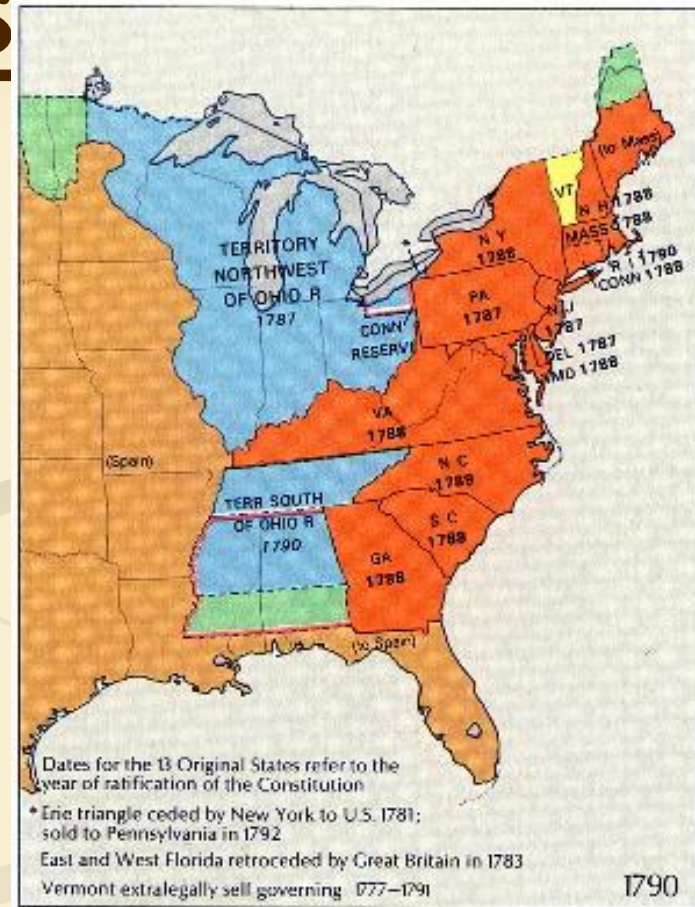 (to Mass)
VT
N H 1788
MASS 1788
R I 1790
CONN 1788
N Y
1788
PA
1787
N J
1787
DEL 1787
MD 1788
TERRITORY
NORTHWEST
OF OHIO R
1787
CONN
RESERV
VA
1788
(Spain)
N C
1789
TERR SOUTH
OF OHIO R
1790
S C
1788
GA
1788
(to Spain)
Dates for the 13 Original States refer to the
year of ratification of the Constitution
* Erie triangle ceded by New York to U.S. 1781;
sold to Pennsylvania in 1792
East and West Florida retroceded by Great Britain in 1783
Vermont extralegally self governing 1777–1791
1790